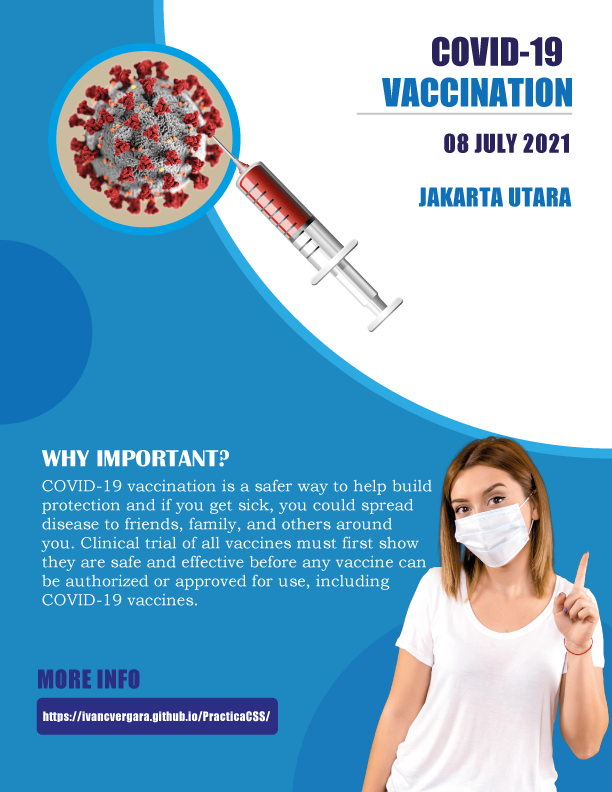 COVID-19
VACCINATION
08 JULY 2021
JAKARTA UTARA
WHY IMPORTANT?
COVID-19 vaccination is a safer way to help build
protection and if you get sick, you could spread
disease to friends, family, and others around
you. Clinical trial of all vaccines must first show
they are safe and effective before any vaccine can
be authorized or approved for use, including
COVID-19 vaccines.
MORE INFO
https://ivancvergara.github.io/PracticaCSS/